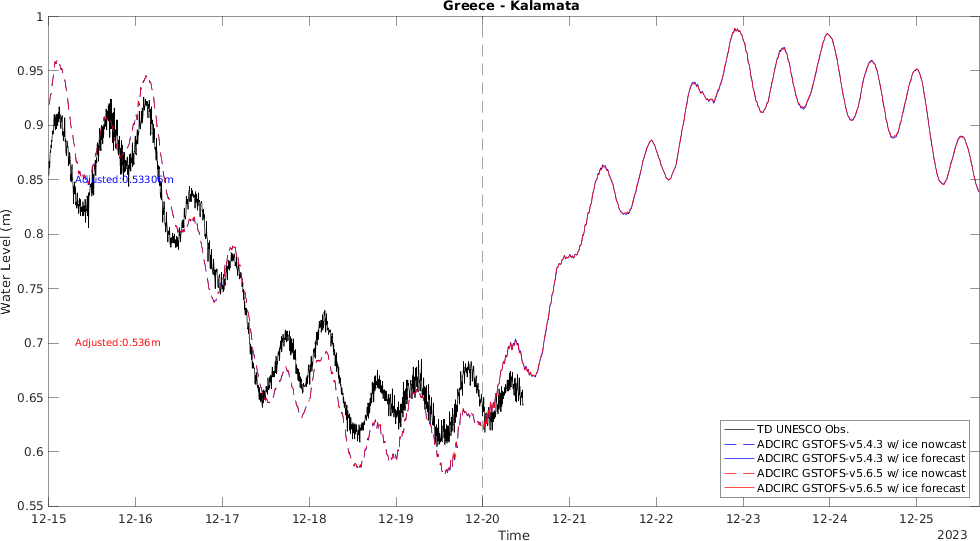 Greece - Kalamata
Water Level (m)
1
0.95
0.9
0.85
0.8
0.75
0.7
0.65
0.6
0.55
Adjusted:0.53305m
Adjusted:0.536m
TD UNESCO Obs.
ADCIRC GSTOFS-v5.4.3 w/ ice nowcast
ADCIRC GSTOFS-v5.4.3 w/ ice forecast
ADCIRC GSTOFS-v5.6.5 w/ ice nowcast
ADCIRC GSTOFS-v5.6.5 w/ ice forecast
12-15 12-16 12-17 12-18 12-19 12-20 12-21 12-22 12-23 12-24 12-25
Time
2023